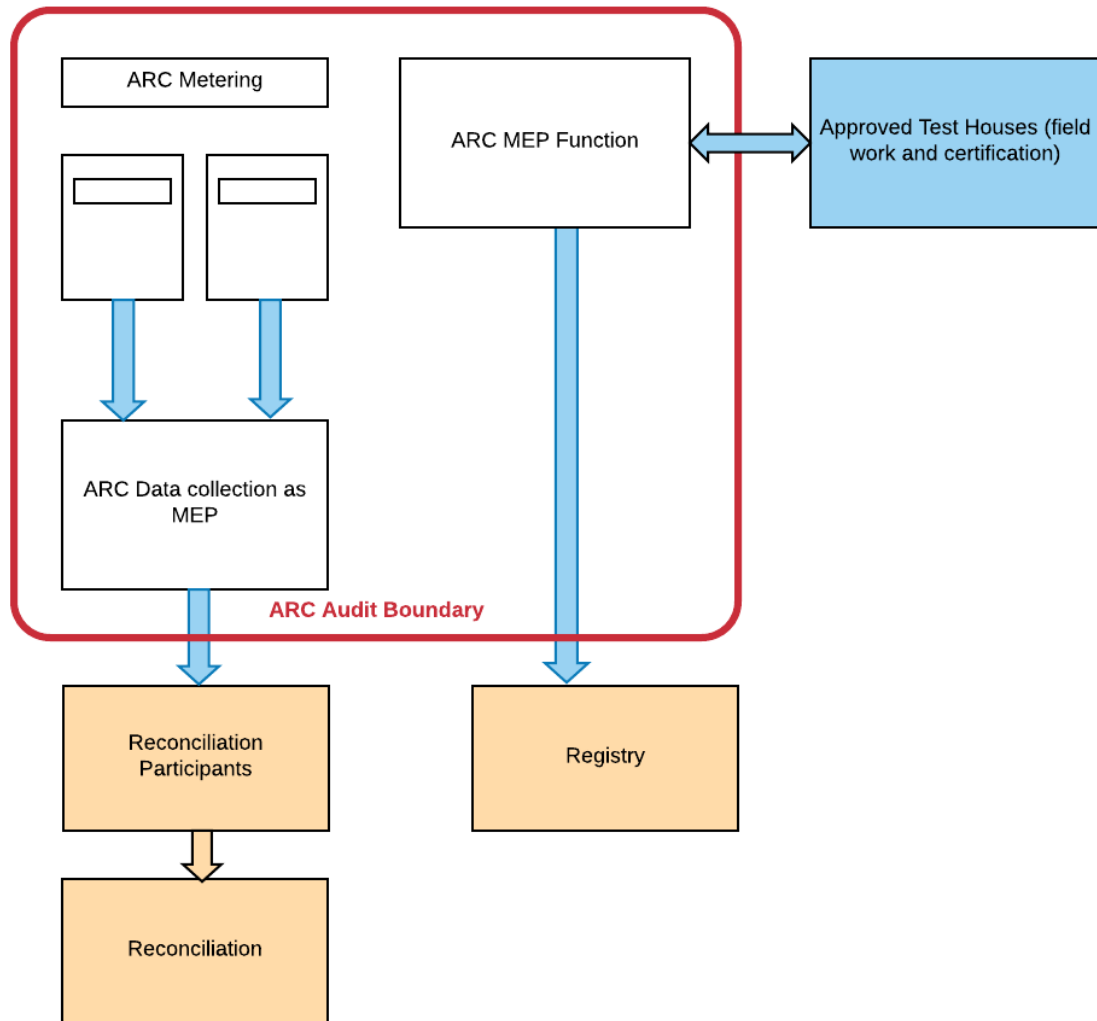 ARC Metering
ARC MEP Function
Approved Test Houses (field
work and certification)
ARC Data collection as
MEP
ARC Audit Boundary
Reconciliation
Participants
Registry
Reconciliation